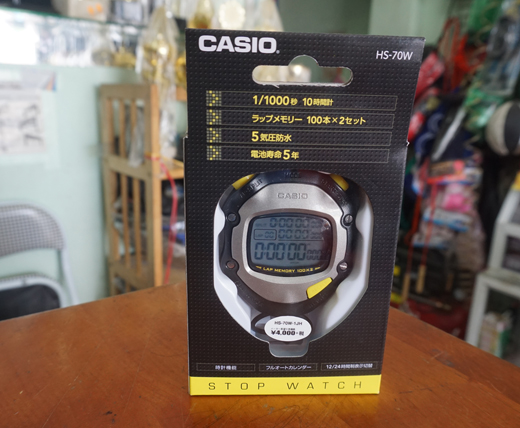 CASIO
HS-70W
1/1000秒 10時間計
ラップメモリー 100本×2セット
5気圧防水
電池寿命5年
CASIO
LAP MEMORY 100×2
HS-70W-1JH
¥4,000+税
時計機能
フルオートカレンダー
12/24時間制表示切替
STOP WATCH